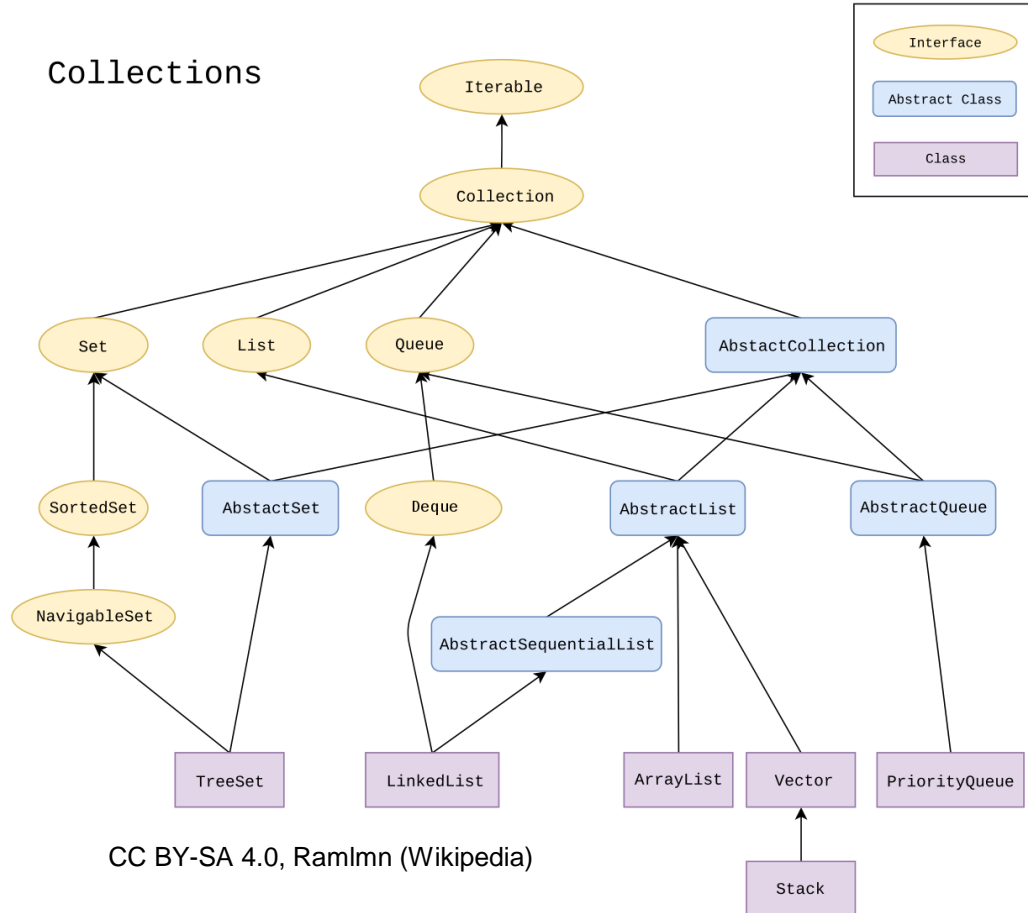 Collections
Interface
Abstract Class
Class
Iterable
Collection
Set
List
Queue
AbstactCollection
SortedSet
AbstactSet
Deque
AbstractList
AbstractQueue
NavigableSet
AbstractSequentialList
TreeSet
LinkedList
ArrayList
Vector
PriorityQueue
CC BY-SA 4.0, RamImn (Wikipedia)
Stack